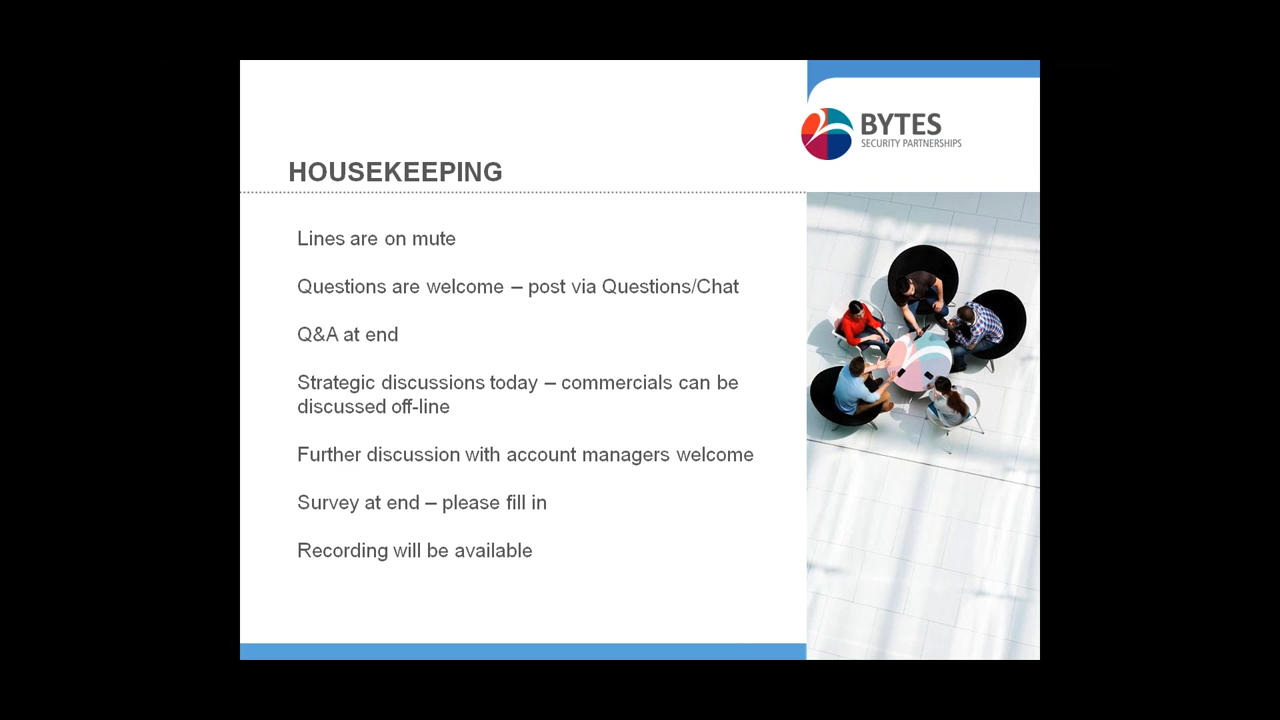 BYTES
SECURITY PARTNERSHIPS
HOUSEKEEPING
Lines are on mute
Questions are welcome – post via Questions/Chat
Q&A at end
Strategic discussions today – commercials can be
discussed off-line
Further discussion with account managers welcome
Survey at end – please fill in
Recording will be available